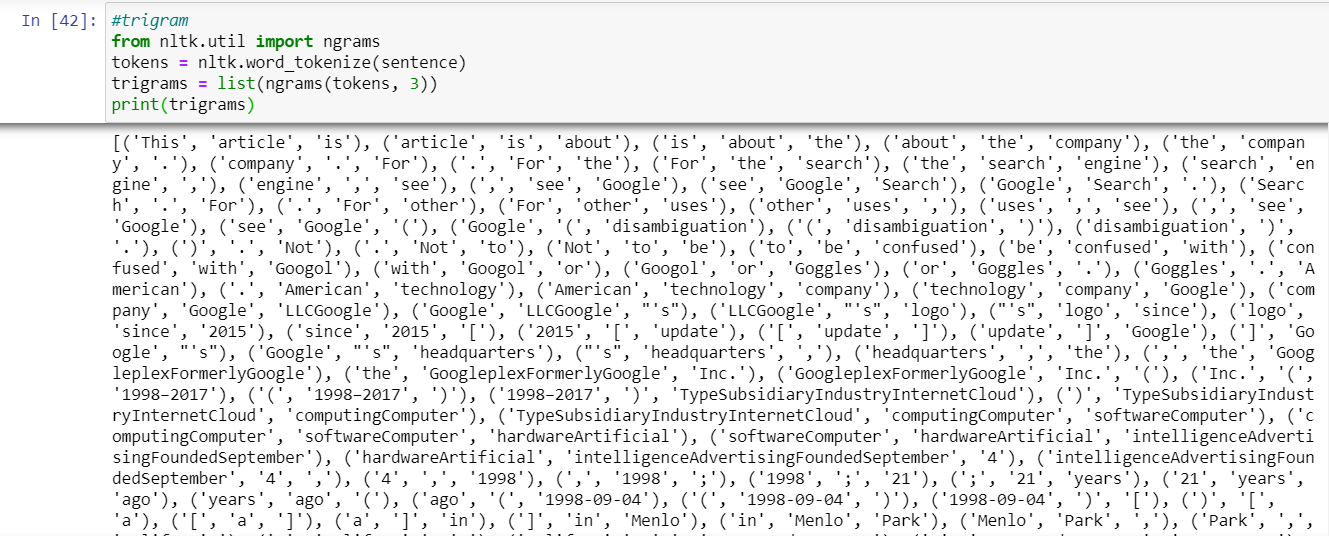 In [42]: #trigram
from nltk.util import ngrams
tokens = nltk.word_tokenize(sentence)
trigrams = list(ngrams(tokens, 3))
print(trigrams)
[('This', 'article', 'is'), ('article', 'is', 'about'), ('is', 'about', 'the'), ('about', 'the', 'company'), ('the', 'compan
y', '.'), ('company', '.', 'For'), ('.', 'For', 'the'), ('For', 'the', 'search'), ('the', 'search', 'engine'), ('search', 'en
gine', ','), ('engine', ',', 'see'), (',', 'see', 'Google'), ('see', 'Google', 'Search'), ('Google', 'Search', '.'), ('Searc
h', '.', 'For'), ('.', 'For', 'other'), ('For', 'other', 'uses'), ('other', 'uses', ','), ('uses', ',', 'see'), (',', 'see',
'Google'), ('see', 'Google', '('), ('Google', '(', 'disambiguation'), ('(', 'disambiguation', ')'), ('disambiguation', ')',
'.'), (')', '.', 'Not'), ('.', 'Not', 'to'), ('Not', 'to', 'be'), ('to', 'be', 'confused'), ('be', 'confused', 'with'), ('con
fused', 'with', 'Googol'), ('with', 'Googol', 'or'), ('Googol', 'or', 'Goggles'), ('or', 'Goggles', '.'), ('Goggles', '.', 'A
merican'), ('.', 'American', 'technology'), ('American', 'technology', 'company'), ('technology', 'company', 'Google'), ('com
pany', 'Google', 'LLCGoogle'), ('Google', 'LLCGoogle', "'s"), ('LLCGoogle', "'s", 'logo'), ("'s", 'logo', 'since'), ('logo',
'since', '2015'), ('since', '2015', '['), ('2015', '[', 'update'), ('[', 'update', ']'), ('update', ']', 'Google'), (']', 'Go
ogle', "'s"), ('Google', "'s", 'headquarters'), ("'s", 'headquarters', ','), ('headquarters', ',', 'the'), (',', 'the', 'Goog
leplexFormerlyGoogle'), ('the', 'GoogleplexFormerlyGoogle', 'Inc.'), ('GoogleplexFormerlyGoogle', 'Inc.', '('), ('Inc.', '(',
'1998–2017'), ('(', '1998–2017', ')'), ('1998–2017', ')', 'TypeSubsidiaryIndustryInternetCloud'), (')', 'TypeSubsidiaryIndust
ryInternetCloud', 'computingComputer'), ('TypeSubsidiaryIndustryInternetCloud', 'computingComputer', 'softwareComputer'), ('c
omputingComputer', 'softwareComputer', 'hardwareArtificial'), ('softwareComputer', 'hardwareArtificial', 'intelligenceAdverti
singFoundedSeptember'), ('hardwareArtificial', 'intelligenceAdvertisingFoundedSeptember', '4'), ('intelligenceAdvertisingFoun
dedSeptember', '4', ','), ('4', ',', '1998'), (',', '1998', ';'), ('1998', ';', '21'), (';', '21', 'years'), ('21', 'years',
'ago'), ('years', 'ago', '('), ('ago', '(', '1998-09-04'), ('(', '1998-09-04', ')'), ('1998-09-04', ')', '['), (')', '[',
'a'), ('[', 'a', ']'), ('a', ']', 'in'), (']', 'in', 'Menlo'), ('in', 'Menlo', 'Park'), ('Menlo', 'Park', ','), ('Park', ',',